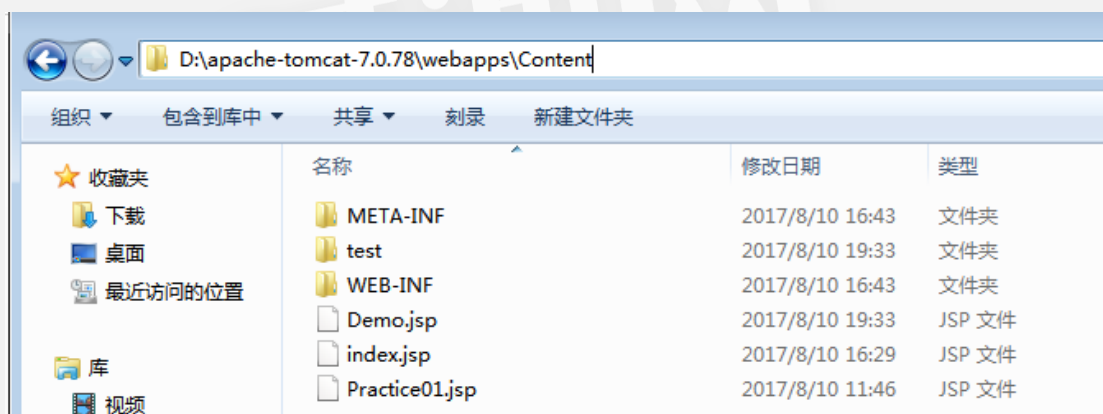 D:\apache-tomcat-7.0.78\webapps\Content
组织 包含到库中 共享 刻录 新建文件夹
收藏夹
下载
桌面
最近访问的位置
库
视频
名称 修改日期 类型
META-INF 2017/8/10 16:43 文件夹
test 2017/8/10 19:33 文件夹
WEB-INF 2017/8/10 16:43 文件夹
Demo.jsp 2017/8/10 19:33 JSP 文件
index.jsp 2017/8/10 16:29 JSP 文件
Practice01.jsp 2017/8/10 11:46 JSP 文件